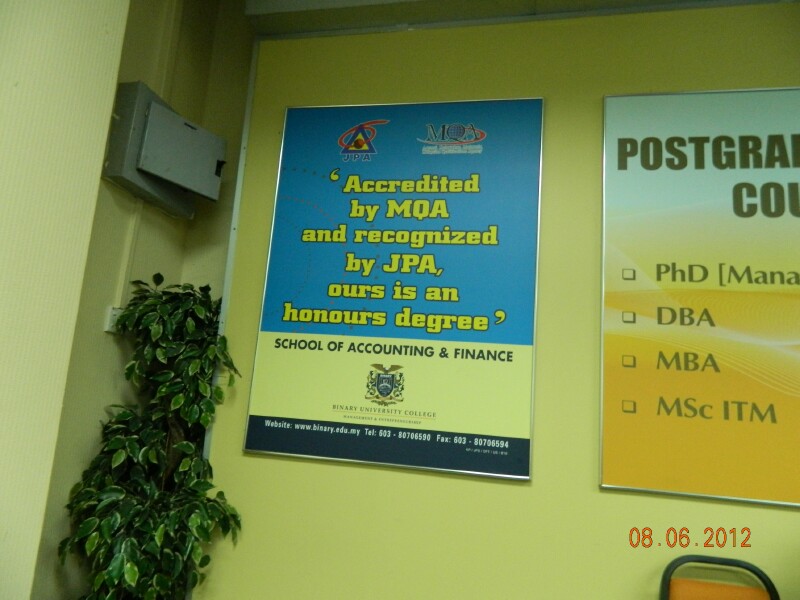 JPA
MQA
‘Accredited
by MQA
and recognized
by JPA,
ours is an
honours degree’
SCHOOL OF ACCOUNTING & FINANCE
BINARY UNIVERSITY COLLEGE
MANAGEMENT & ENTREPRENEURSHIP
Website: www.binary.edu.my Tel: 603 - 80706590 Fax: 603 - 80706594
POSTGRA
COU
❑ PhD [Mana
❑ DBA
❑ MBA
❑ MSc ITM
08.06.2012